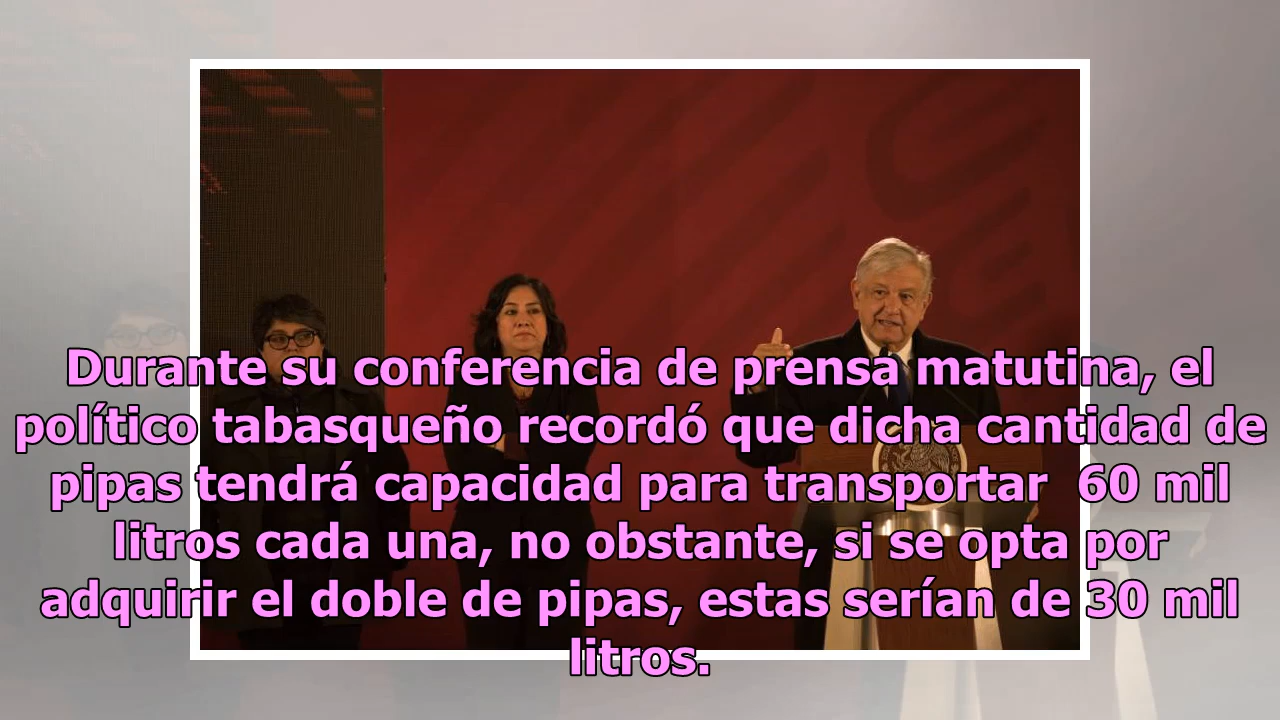 Durante su conferencia de prensa matutina, el
político tabasqueño recordó que dicha cantidad de
pipas tendrá capacidad para transportar  60 mil
litros cada una, no obstante, si se opta por
adquirir el doble de pipas, estas serían de 30 mil
litros.